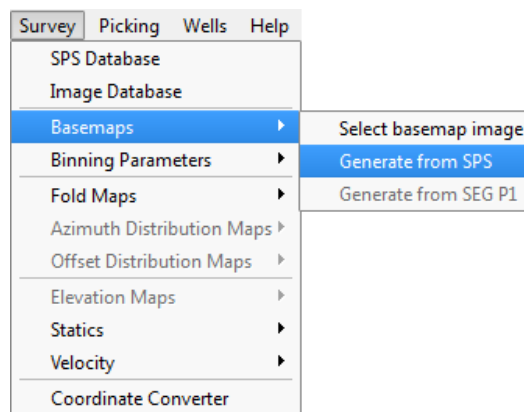 Survey Picking Wells Help
SPS Database
Image Database
Basemaps
Binning Parameters
Fold Maps
Azimuth Distribution Maps
Offset Distribution Maps
Elevation Maps
Statics
Velocity
Coordinate Converter
Select basemap image
Generate from SPS
Generate from SEG P1